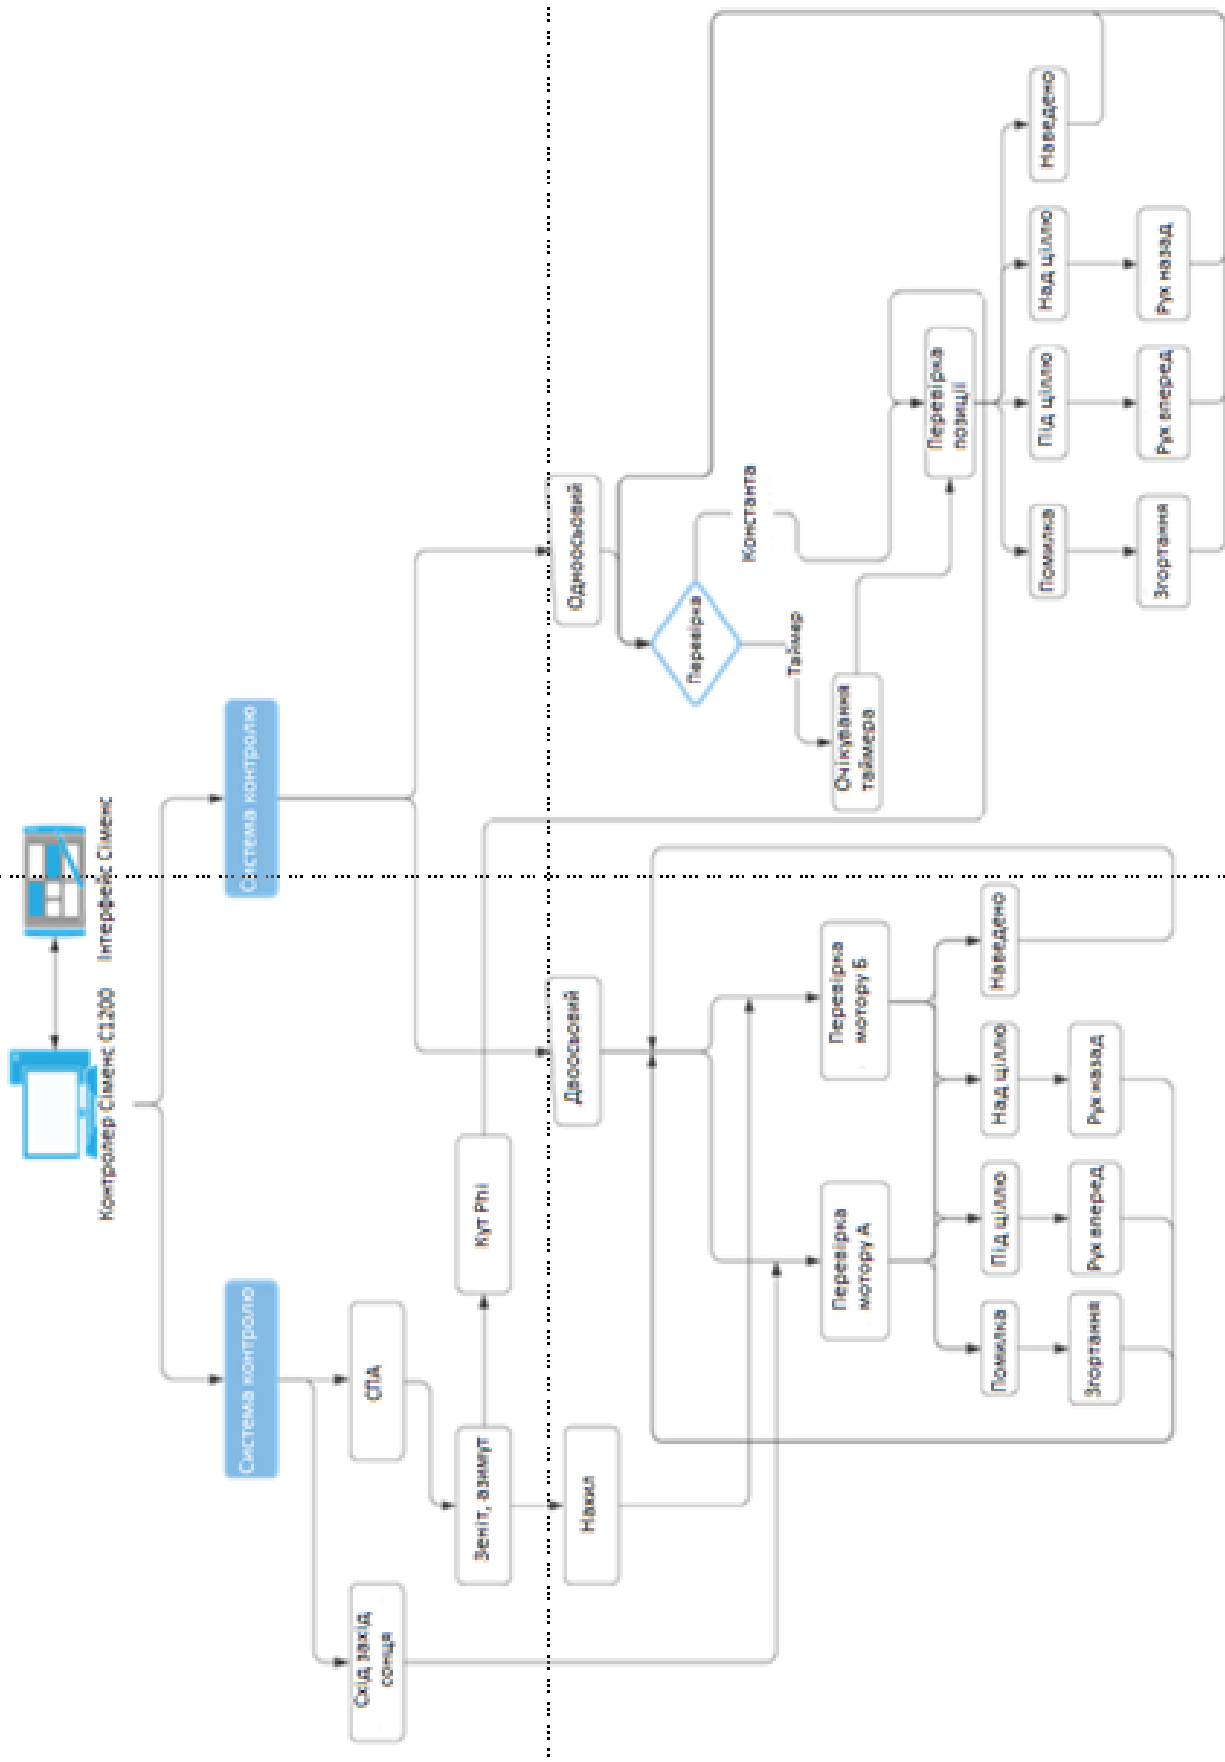 Контролер Сіменс С1200
Інтерфейс Сіменс
Система контролю
Система контролю
Схід захід
сонця
СПА
Зеніт, азимут
Кут Phi
Нахил
Двоосьовий
Одноосьовий
Перевірка
Константа
Таймер
Очікування
таймера
Перевірка
мотору А
Перевірка
мотору Б
Перевірка
позиції
Помилка
Під ціллю
Над ціллю
Наведено
Згортання
Рух вперед
Рух назад
Помилка
Під ціллю
Над ціллю
Наведено
Згортання
Рух вперед
Рух назад